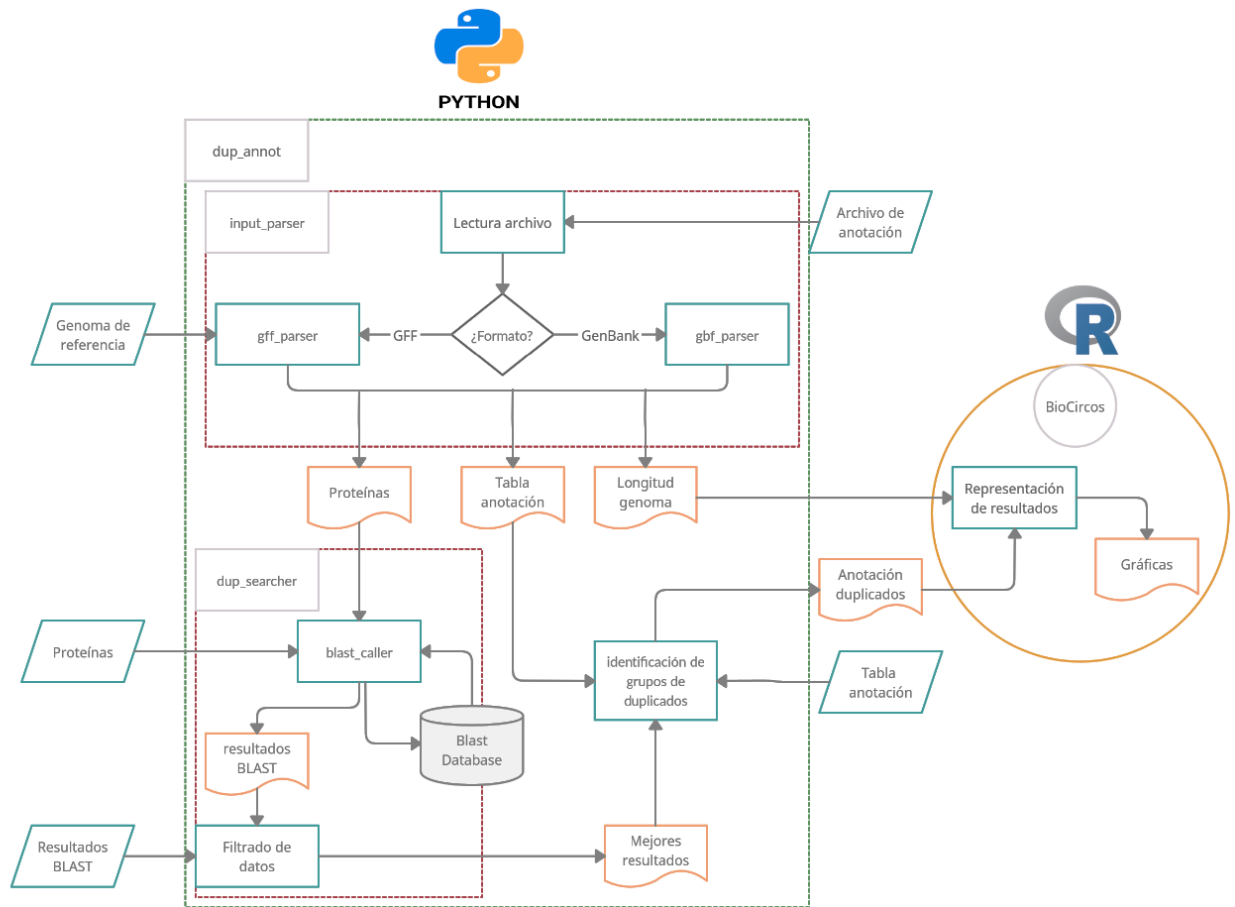 PYTHON
dup_annot
input_parser
Lectura archivo
Archivo de
anotación
Genoma de
referencia
gff_parser
GFF
¿Formato?
GenBank
gbf_parser
BioCircos
Proteínas
Tabla
anotación
Longitud
genoma
Representación
de resultados
Gráficas
dup_searcher
Anotación
duplicados
Proteínas
blast_caller
identificación de
grupos de
duplicados
Tabla
anotación
resultados
BLAST
Blast
Database
Resultados
BLAST
Filtrado de
datos
Mejores
resultados
R